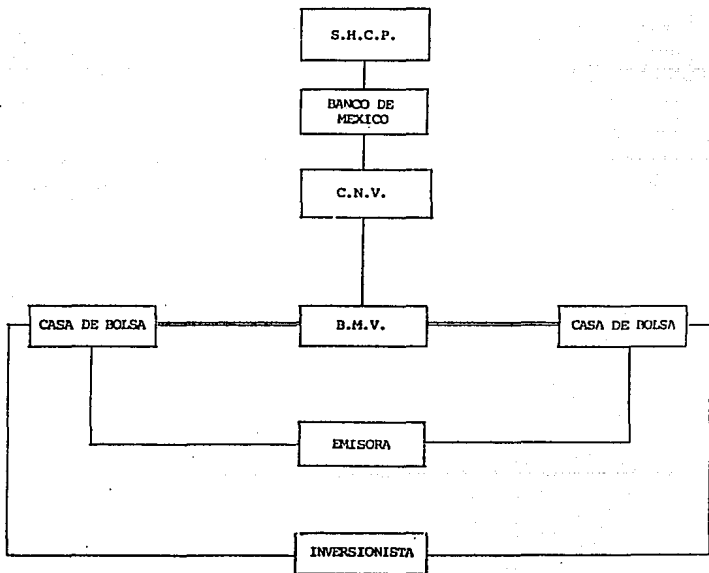 S.H.C.P.
BANCO DE
MEXICO
C.N.V.
CASA DE BOLSA
B.M.V.
CASA DE BOLSA
EMISORA
INVERSIONISTA